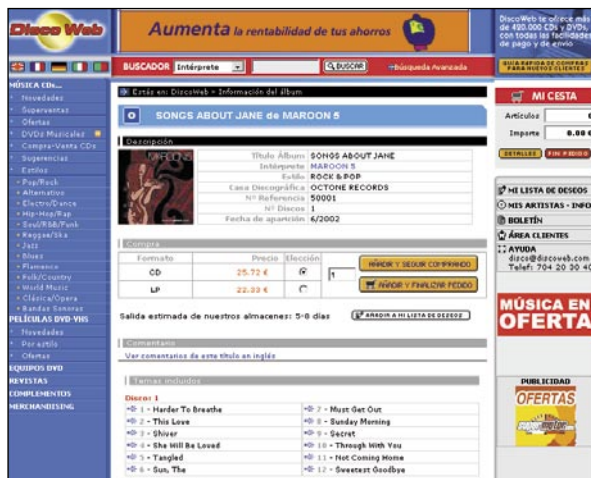 Disco Web
Aumenta la rentabilidad de tus ahorros
DiscoWeb te ofrece más
de 420.000 CDs y DVDs,
con todas las facilidades
de pago y de envío
BUSCADOR Intérprete BUSCAR Búsqueda Avanzada
GUIA RAPIDA DE COMPRAS
PARA NUEVOS CLIENTES
MÚSICA CDs...
Novedades
Superventas
Ofertas
DVDs Musicales
Compra-Venta CDs
Sugerencias
Estilos
Pop/Rock
Alternativo
Electro/Dance
Hip-Hop/Rap
Soul/R&B/Funk
Reggae/Ska
Jazz
Blues
Flamenco
Folk/Country
World Music
Clásica/Opera
Bandas Sonoras
PELÍCULAS DVD-VHS
Novedades
Por estilo
Ofertas
EQUIPOS DVD
REVISTAS
COMPLEMENTOS
MERCHANDISING
Estás en: DiscoWeb > Información del álbum
SONGS ABOUT JANE de MAROON 5
Descripción
MAROON5
Título Álbum SONGS ABOUT JANE
Intérprete MAROON 5
Estilo ROCK & POP
Casa Discográfica OCTONE RECORDS
Nº Referencia 50001
Nº Discos 1
Fecha de aparición 6/2002
Compra
Formato Precio Elección
CD 25.72 € 1 AÑADIR Y SEGUIR COMPRANDO
LP 22.33 € AÑADIR Y FINALIZAR PEDIDO
Salida estimada de nuestros almacenes: 5-8 días AÑADIR A MI LISTA DE DESEOS
Comentario
Ver comentarios de este título en inglés
Temas incluidos
Disco: 1
1 - Harder To Breathe
2 - This Love
3 - Shiver
4 - She Will Be Loved
5 - Tangled
6 - Sun, The
7 - Must Get Out
8 - Sunday Morning
9 - Secret
10 - Through With You
11 - Not Coming Home
12 - Sweetest Goodbye
MI CESTA
Artículos 0
Importe 0.00 €
DETALLES FIN PEDIDO
MI LISTA DE DESEOS
MIS ARTISTAS - INFO
BOLETÍN
ÁREA CLIENTES
AYUDA
disco@discoweb.com
Telef: 704 20 30 40
MÚSICA EN
OFERTA
PUBLICIDAD
OFERTAS